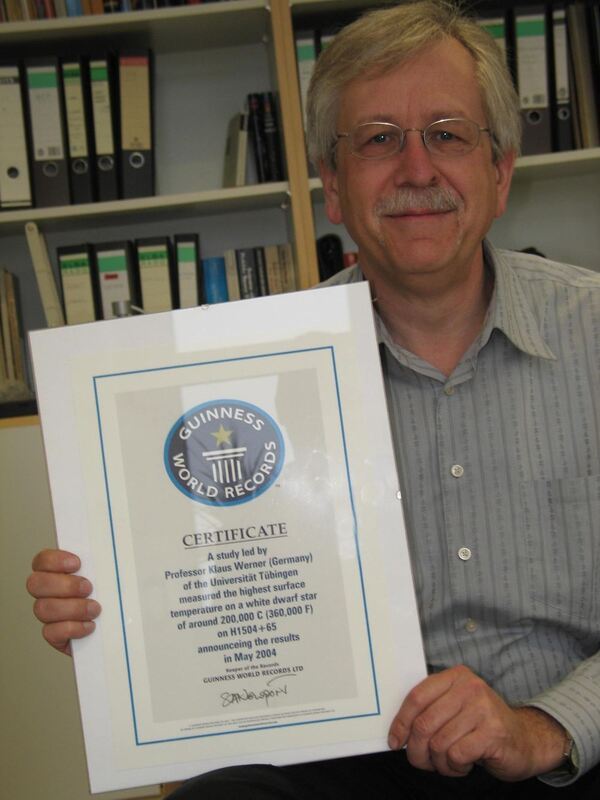 GUINNESS
WORLD RECORDS
TM
CERTIFICATE
A study led by
Professor Klaus Werner (Germany)
of the Universität Tübingen
measured the highest surface
temperature on a white dwarf star
of around 200,000 C (360,000 F)
on H1504+65
announceing the results
in May 2004
Keeper of the Records
GUINNESS WORLD RECORDS LTD